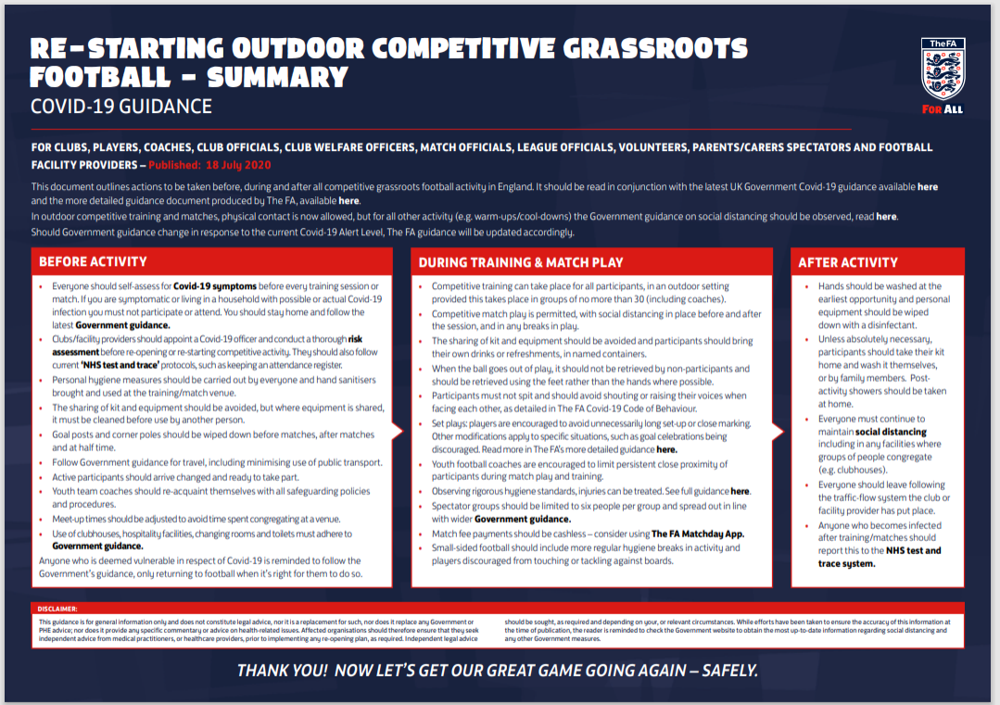 RE-STARTING OUTDOOR COMPETITIVE GRASSROOTS
FOOTBALL - SUMMARY
COVID-19 GUIDANCE
TheFA
FOR ALL
FOR CLUBS, PLAYERS, COACHES, CLUB OFFICIALS, CLUB WELFARE OFFICERS, MATCH OFFICIALS, LEAGUE OFFICIALS, VOLUNTEERS, PARENTS/CARERS SPECTATORS AND FOOTBALL
FACILITY PROVIDERS – Published: 18 July 2020
This document outlines actions to be taken before, during and after all competitive grassroots football activity in England. It should be read in conjunction with the latest UK Government Covid-19 guidance available here
and the more detailed guidance document produced by The FA, available here.
In outdoor competitive training and matches, physical contact is now allowed, but for all other activity (e.g. warm-ups/cool-downs) the Government guidance on social distancing should be observed, read here.
Should Government guidance change in response to the current Covid-19 Alert Level, The FA guidance will be updated accordingly.
BEFORE ACTIVITY
• Everyone should self-assess for Covid-19 symptoms before every training session or
match. If you are symptomatic or living in a household with possible or actual Covid-19
infection you must not participate or attend. You should stay home and follow the
latest Government guidance.
• Clubs/facility providers should appoint a Covid-19 officer and conduct a thorough risk
assessment before re-opening or re-starting competitive activity. They should also follow
current 'NHS test and trace' protocols, such as keeping an attendance register.
• Personal hygiene measures should be carried out by everyone and hand sanitisers
brought and used at the training/match venue.
• The sharing of kit and equipment should be avoided, but where equipment is shared,
it must be cleaned before use by another person.
• Goal posts and corner poles should be wiped down before matches, after matches
and at half time.
• Follow Government guidance for travel, including minimising use of public transport.
• Active participants should arrive changed and ready to take part.
• Youth team coaches should re-acquaint themselves with all safeguarding policies
and procedures.
• Meet-up times should be adjusted to avoid time spent congregating at a venue.
• Use of clubhouses, hospitality facilities, changing rooms and toilets must adhere to
Government guidance.
Anyone who is deemed vulnerable in respect of Covid-19 is reminded to follow the
Government's guidance, only returning to football when it's right for them to do so.
DURING TRAINING & MATCH PLAY
• Competitive training can take place for all participants, in an outdoor setting
provided this takes place in groups of no more than 30 (including coaches).
• Competitive match play is permitted, with social distancing in place before and after
the session, and in any breaks in play.
• The sharing of kit and equipment should be avoided and participants should bring
their own drinks or refreshments, in named containers.
• When the ball goes out of play, it should not be retrieved by non-participants and
should be retrieved using the feet rather than the hands where possible.
• Participants must not spit and should avoid shouting or raising their voices when
facing each other, as detailed in The FA Covid-19 Code of Behaviour.
• Set plays: players are encouraged to avoid unnecessarily long set-up or close marking.
Other modifications apply to specific situations, such as goal celebrations being
discouraged. Read more in The FA's more detailed guidance here.
• Youth football coaches are encouraged to limit persistent close proximity of
participants during match play and training.
• Observing rigorous hygiene standards, injuries can be treated. See full guidance here.
• Spectator groups should be limited to six people per group and spread out in line
with wider Government guidance.
• Match fee payments should be cashless – consider using The FA Matchday App.
• Small-sided football should include more regular hygiene breaks in activity and
players discouraged from touching or tackling against boards.
AFTER ACTIVITY
• Hands should be washed at the
earliest opportunity and personal
equipment should be wiped
down with a disinfectant.
• Unless absolutely necessary,
participants should take their kit
home and wash it themselves,
or by family members. Post-
activity showers should be taken
at home.
• Everyone must continue to
maintain social distancing
including in any facilities where
groups of people congregate
(e.g. clubhouses).
• Everyone should leave following
the traffic-flow system the club or
facility provider has put place.
• Anyone who becomes infected
after training/matches should
report this to the NHS test and
trace system.
DISCLAIMER:
This guidance is for general information only and does not constitute legal advice, nor it is a replacement for such, nor does it replace any Government or
PHE advice; nor does it provide any specific commentary or advice on health-related issues. Affected organisations should therefore ensure that they seek
independent advice from medical practitioners, or healthcare providers, prior to implementing any re-opening plan, as required. Independent legal advice
should be sought, as required and depending on your, or relevant circumstances. While efforts have been taken to ensure the accuracy of this information at
the time of publication, the reader is reminded to check the Government website to obtain the most up-to-date information regarding social distancing and
any other Government measures.
THANK YOU! NOW LET'S GET OUR GREAT GAME GOING AGAIN – SAFELY.